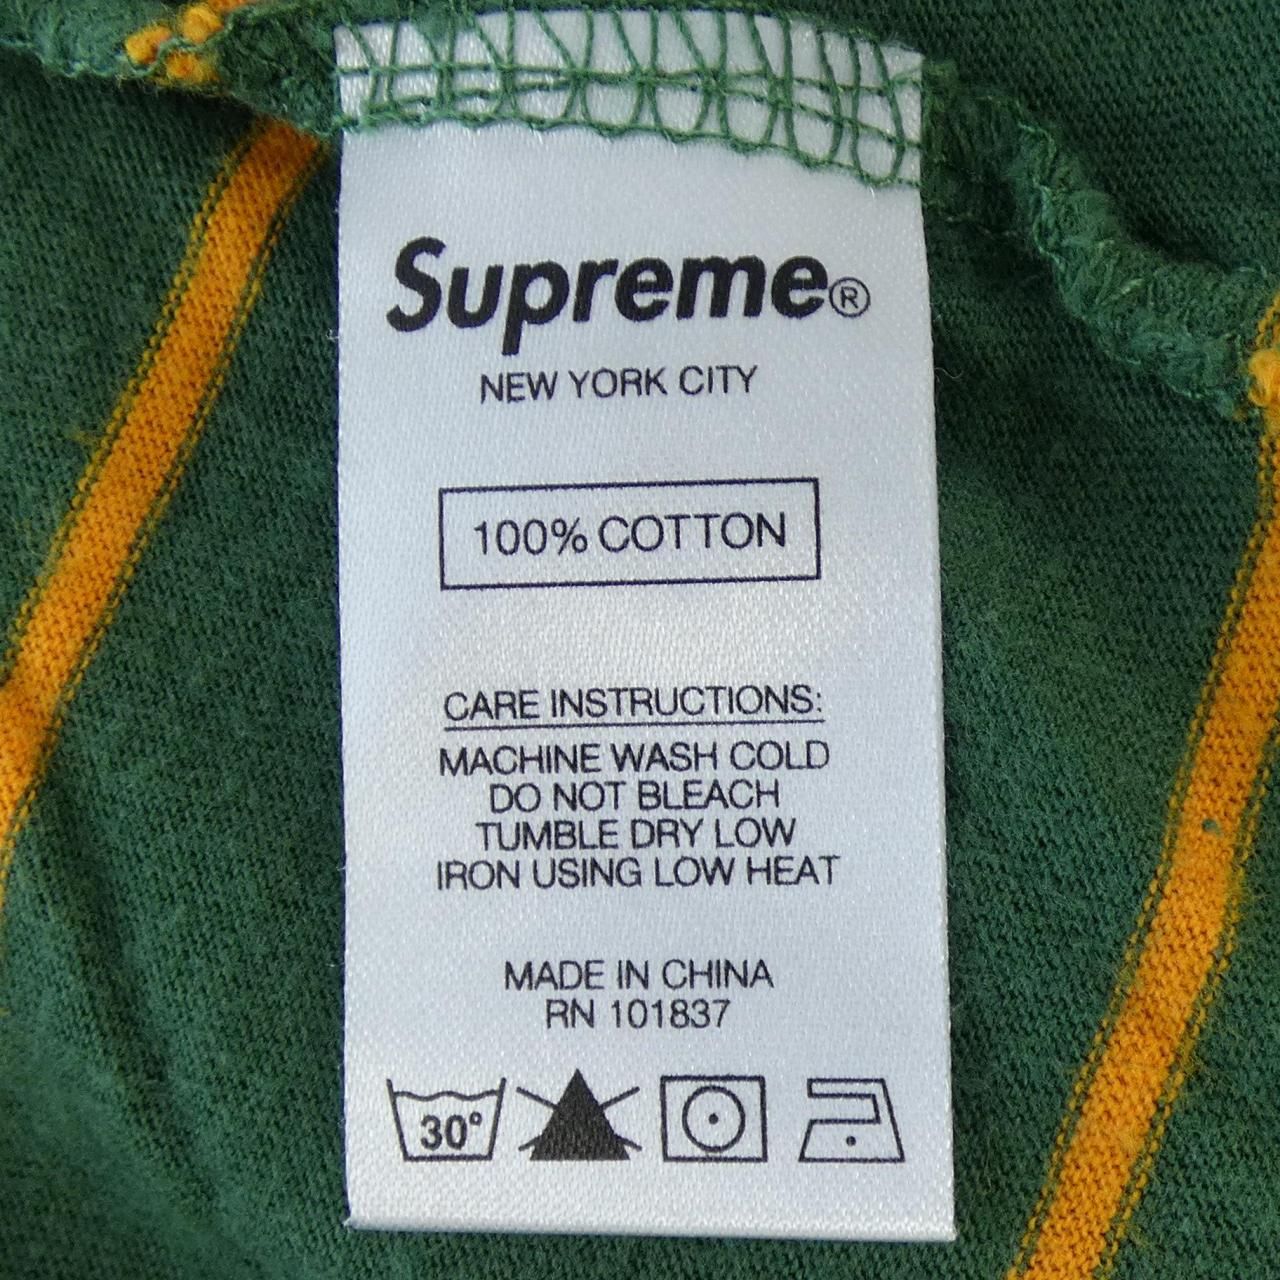 Supreme®
NEW YORK CITY
100% COTTON
CARE INSTRUCTIONS:
MACHINE WASH COLD
DO NOT BLEACH
TUMBLE DRY LOW
IRON USING LOW HEAT
MADE IN CHINA
RN 101837
30°